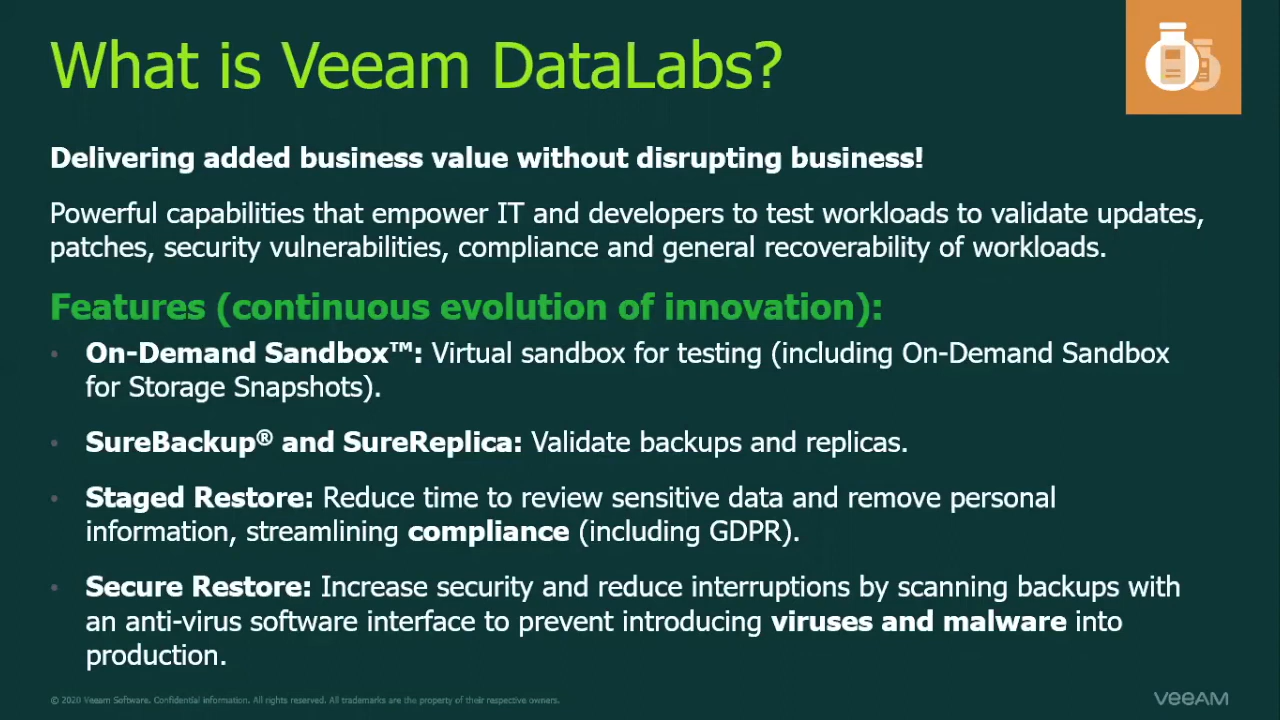 What is Veeam DataLabs?
Delivering added business value without disrupting business!
Powerful capabilities that empower IT and developers to test workloads to validate updates,
patches, security vulnerabilities, compliance and general recoverability of workloads.
Features (continuous evolution of innovation):
• On-Demand Sandbox™: Virtual sandbox for testing (including On-Demand Sandbox
for Storage Snapshots).
• SureBackup® and SureReplica: Validate backups and replicas.
• Staged Restore: Reduce time to review sensitive data and remove personal
information, streamlining compliance (including GDPR).
• Secure Restore: Increase security and reduce interruptions by scanning backups with
an anti-virus software interface to prevent introducing viruses and malware into
production.
© 2020 Veeam Software. Confidential information. All rights reserved. All trademarks are the property of their respective owners.
VEEAM